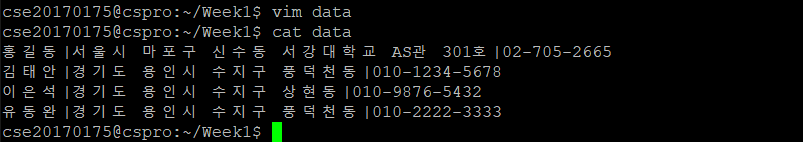 cse20170175@cspro:~/Week1$ vim data
cse20170175@cspro:~/Week1$ cat data
홍길동|서울시 마포구 신수동 서강대학교 AS관 301호|02-705-2665
김태안|경기도 용인시 수지구 풍덕천동|010-1234-5678
이은석|경기도 용인시 수지구 상현동|010-9876-5432
유동완|경기도 용인시 수지구 풍덕천동|010-2222-3333
cse20170175@cspro:~/Week1$